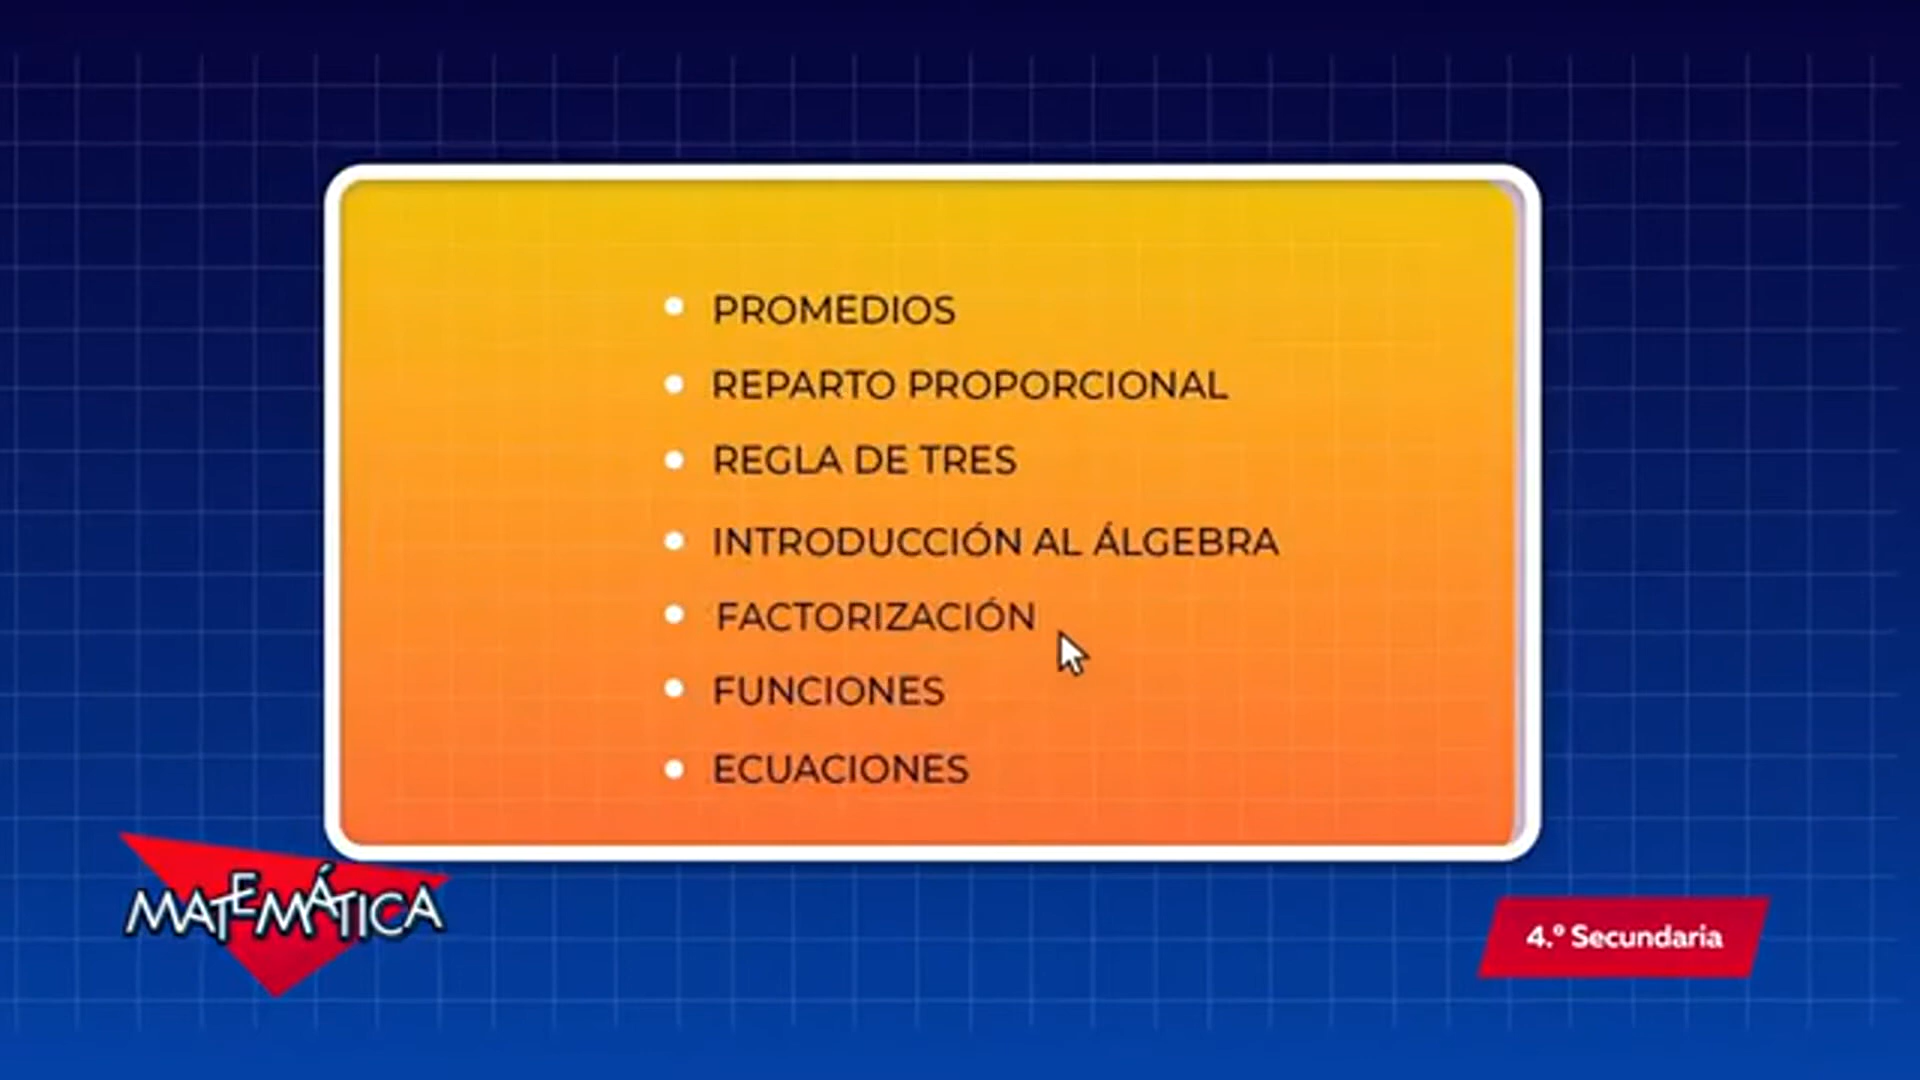 PROMEDIOS
REPARTO PROPORCIONAL
REGLA DE TRES
INTRODUCCIÓN AL ÁLGEBRA
FACTORIZACIÓN
FUNCIONES
ECUACIONES
MATEMÁTICA
4.º Secundaria